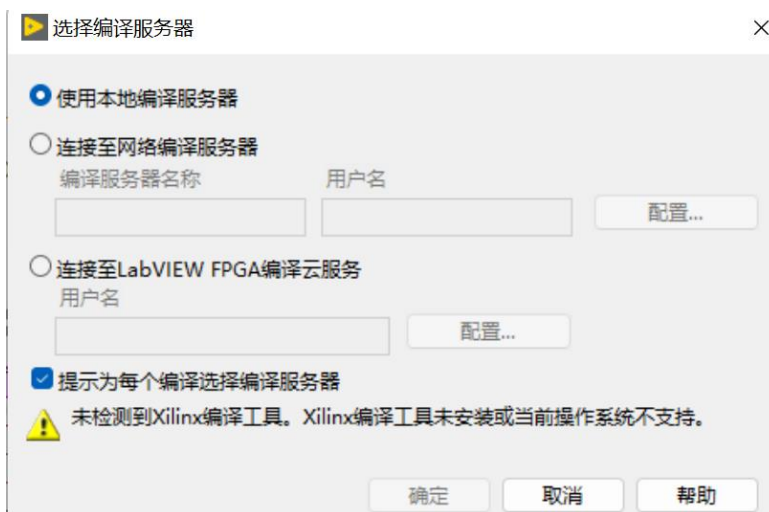 选择编译服务器
使用本地编译服务器
连接至网络编译服务器
编译服务器名称 用户名
配置...
连接至LabVIEW FPGA编译云服务
用户名
配置...
提示为每个编译选择编译服务器
未检测到Xilinx编译工具。Xilinx编译工具未安装或当前操作系统不支持。
确定 取消 帮助